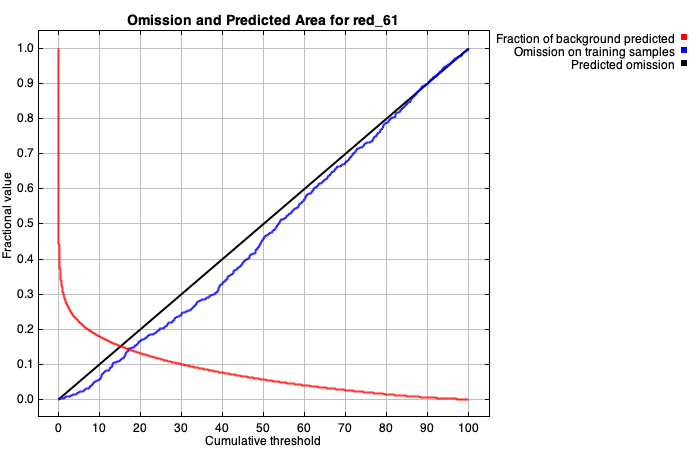 Omission and Predicted Area for red_61
Fraction of background predicted
Omission on training samples
Predicted omission
Fractional value
1.0
0.9
0.8
0.7
0.6
0.5
0.4
0.3
0.2
0.1
0.0
0 10 20 30 40 50 60 70 80 90 100
Cumulative threshold